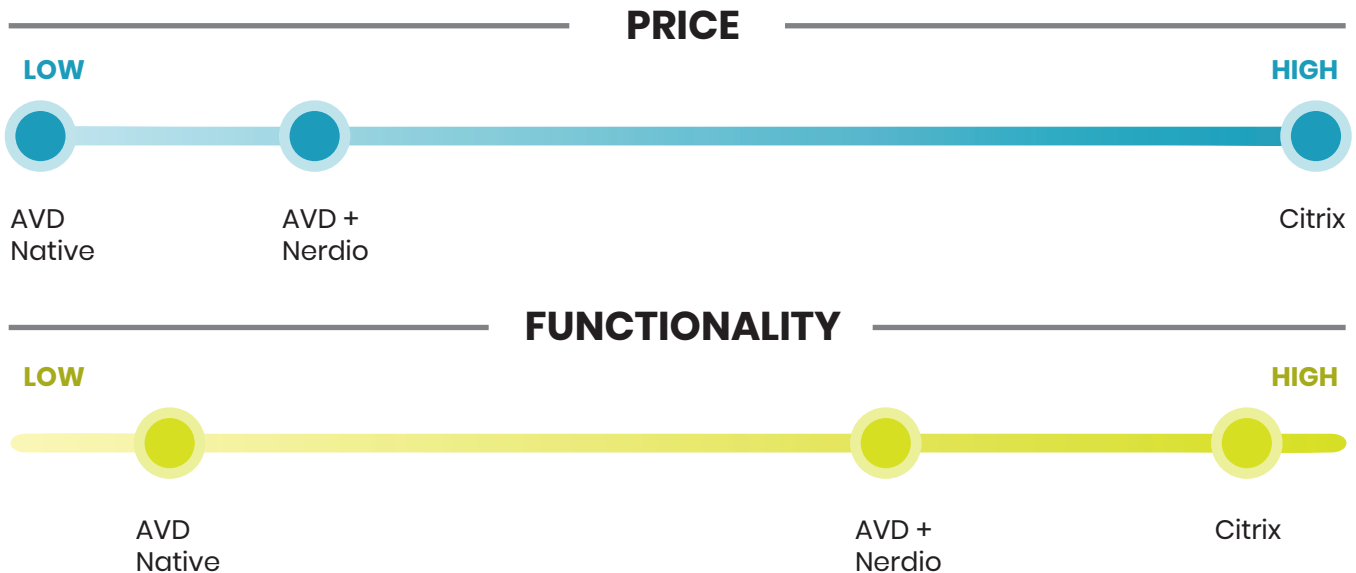 PRICE
LOW
HIGH
AVD
Native
AVD +
Nerdio
Citrix
FUNCTIONALITY
LOW
HIGH
AVD
Native
AVD +
Nerdio
Citrix